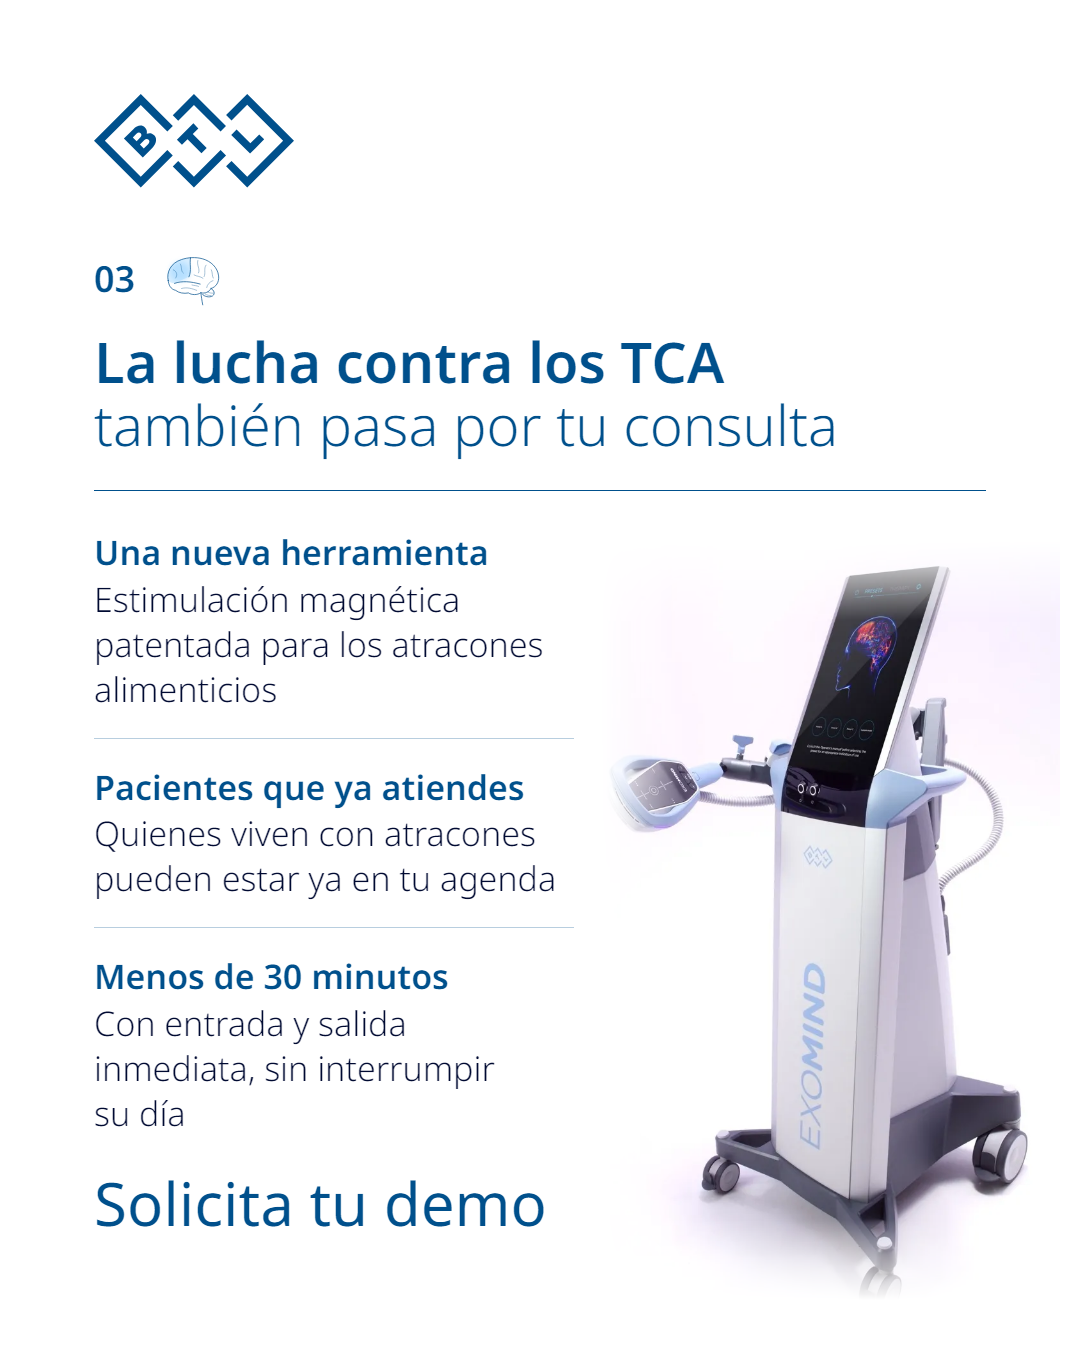 BTL
03
La lucha contra los TCA
también pasa por tu consulta
Una nueva herramienta
Estimulación magnética
patentada para los atracones
alimenticios
Pacientes que ya atiendes
Quienes viven con atracones
pueden estar ya en tu agenda
Menos de 30 minutos
Con entrada y salida
inmediata, sin interrumpir
su día
Solicita tu demo
EXOMIND